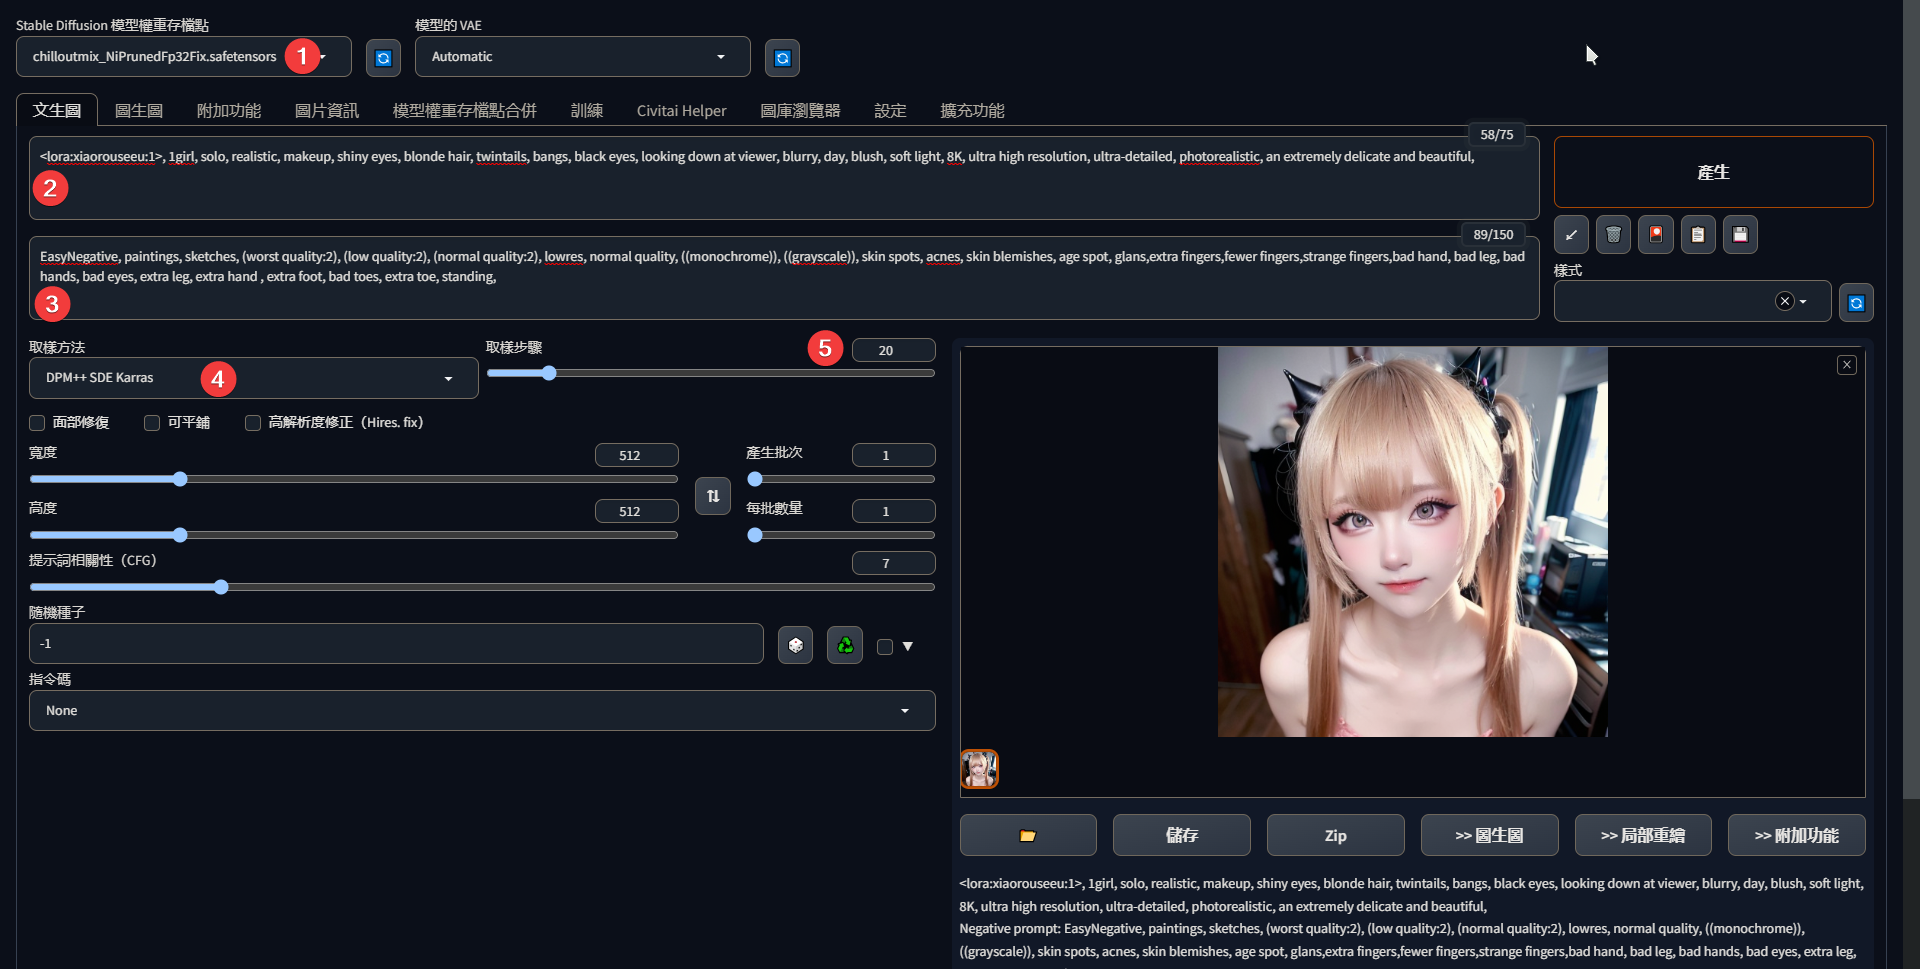 Stable Diffusion 模型權重存檔點
模型的 VAE
chilloutmix_NiPrunedFp32Fix.safetensors
1
Automatic
文生圖
圖生圖
附加功能
圖片資訊
模型權重存檔點合併
訓練
Civitai Helper
圖庫瀏覽器
設定
擴充功能
58/75
<lora:xiaorouseeu:1>, 1girl, solo, realistic, makeup, shiny eyes, blonde hair, twintails, bangs, black eyes, looking down at viewer, blurry, day, blush, soft light, 8K, ultra high resolution, ultra-detailed, photorealistic, an extremely delicate and beautiful,
2
產生
89/150
EasyNegative, paintings, sketches, (worst quality:2), (low quality:2), (normal quality:2), lowres, normal quality, ((monochrome)), ((grayscale)), skin spots, acnes, skin blemishes, age spot, glans,extra fingers,fewer fingers,strange fingers,bad hand, bad leg, bad
hands, bad eyes, extra leg, extra hand , extra foot, bad toes, extra toe, standing,
3
樣式
取樣方法
DPM++ SDE Karras
4
取樣步驟
5
20
面部修復
可平鋪
高解析度修正（Hires. fix）
寬度
512
產生批次
1
高度
512
每批數量
1
提示詞相關性（CFG）
7
隨機種子
-1
指令碼
None
儲存
Zip
>> 圖生圖
>> 局部重繪
>> 附加功能
<lora:xiaorouseeu:1>, 1girl, solo, realistic, makeup, shiny eyes, blonde hair, twintails, bangs, black eyes, looking down at viewer, blurry, day, blush, soft light,
8K, ultra high resolution, ultra-detailed, photorealistic, an extremely delicate and beautiful,
Negative prompt: EasyNegative, paintings, sketches, (worst quality:2), (low quality:2), (normal quality:2), lowres, normal quality, ((monochrome)),
((grayscale)), skin spots, acnes, skin blemishes, age spot, glans,extra fingers,fewer fingers,strange fingers,bad hand, bad leg, bad hands, bad eyes, extra leg,